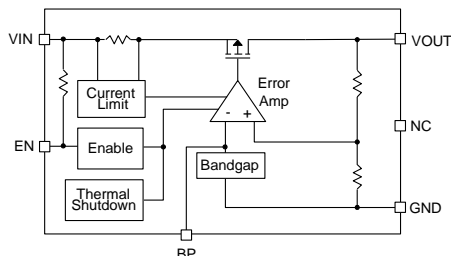 VIN
VOUT
Current
Limit
Error
Amp
- +
NC
EN
Enable
Bandgap
Thermal
Shutdown
GND
BP